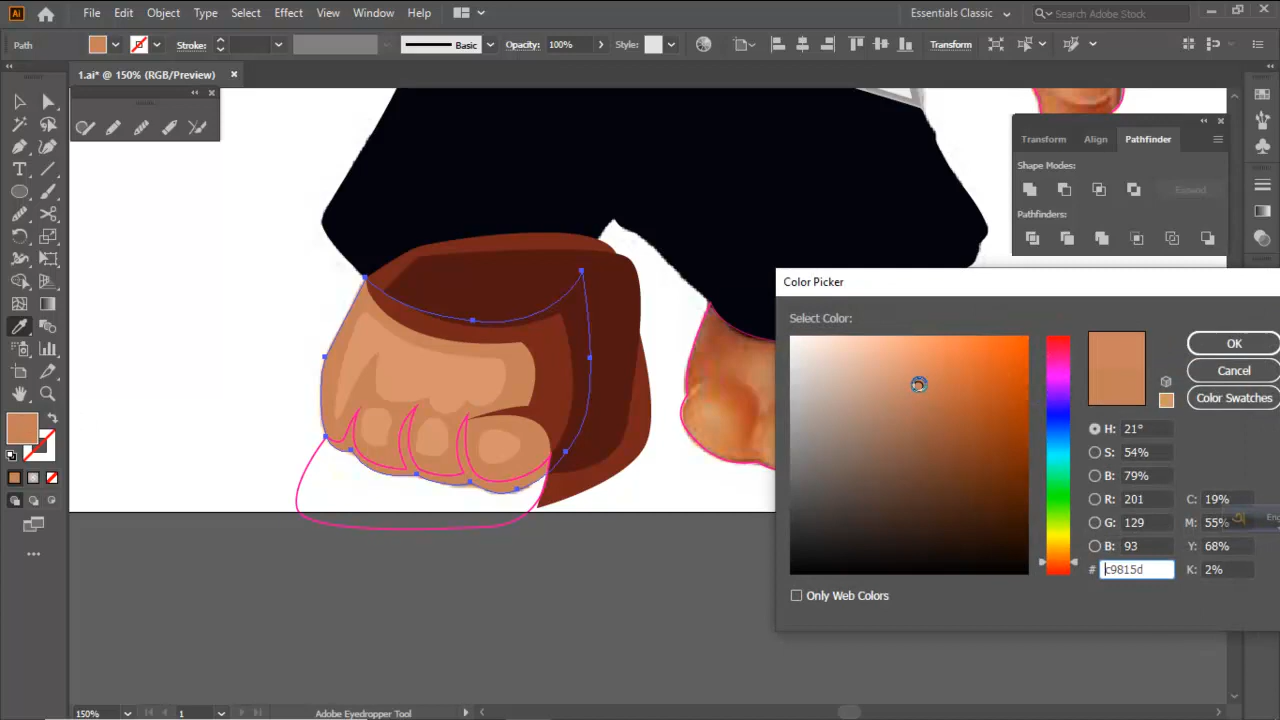 Ai File Edit Object Type Select Effect View Window Help Essentials Classic Search Adobe Stock
Path Stroke: Basic Opacity: 100% Style: Transform
1.ai* @ 150% (RGB/Preview)
Transform Align Pathfinder
Shape Modes:
Expand
Pathfinders:
Color Picker
Select Color:
OK
Cancel
Color Swatches
H: 21°
S: 54%
B: 79%
R: 201 C: 19%
G: 129 M: 55%
B: 93 Y: 68%
# c9815d K: 2%
Only Web Colors
150% 1 Adobe Eyedropper Tool